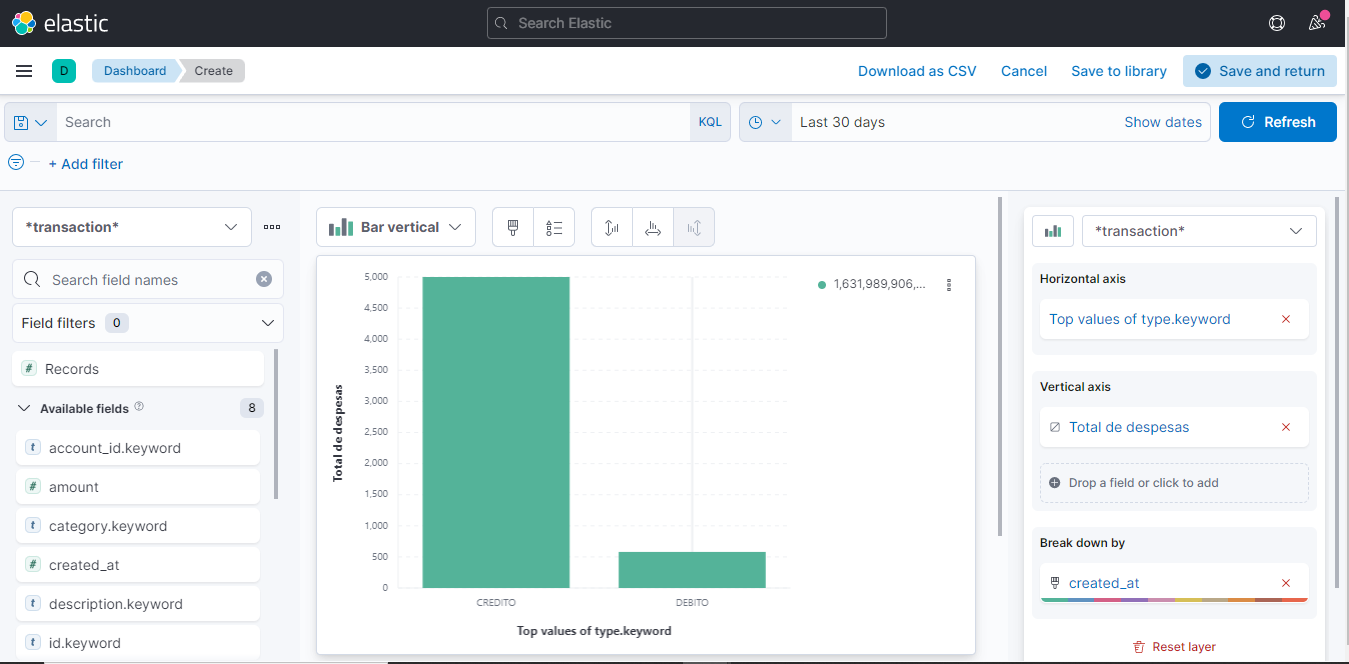 elastic
Search Elastic
D
Dashboard
Create
Download as CSV
Cancel
Save to library
Save and return
Search
KQL
Last 30 days
Show dates
Refresh
+ Add filter
*transaction*
Search field names
Field filters 0
# Records
Available fields 8
t account_id.keyword
# amount
t category.keyword
# created_at
t description.keyword
t id.keyword
Bar vertical
Total de despesas
5,000
4,500
4,000
3,500
3,000
2,500
2,000
1,500
1,000
500
0
CREDITO
DEBITO
Top values of type.keyword
1,631,989,906,...
*transaction*
Horizontal axis
Top values of type.keyword
Vertical axis
Total de despesas
Drop a field or click to add
Break down by
created_at
Reset layer